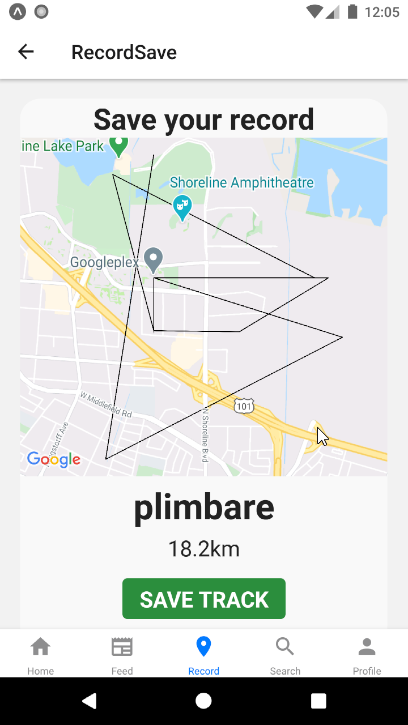 12:05
RecordSave
Save your record
ine Lake Park
Shoreline Amphitheatre
Googleplex
W Middlefield Rd
101
N Shoreline Blvd
Google
plimbare
18.2km
SAVE TRACK
Home
Feed
Record
Search
Profile